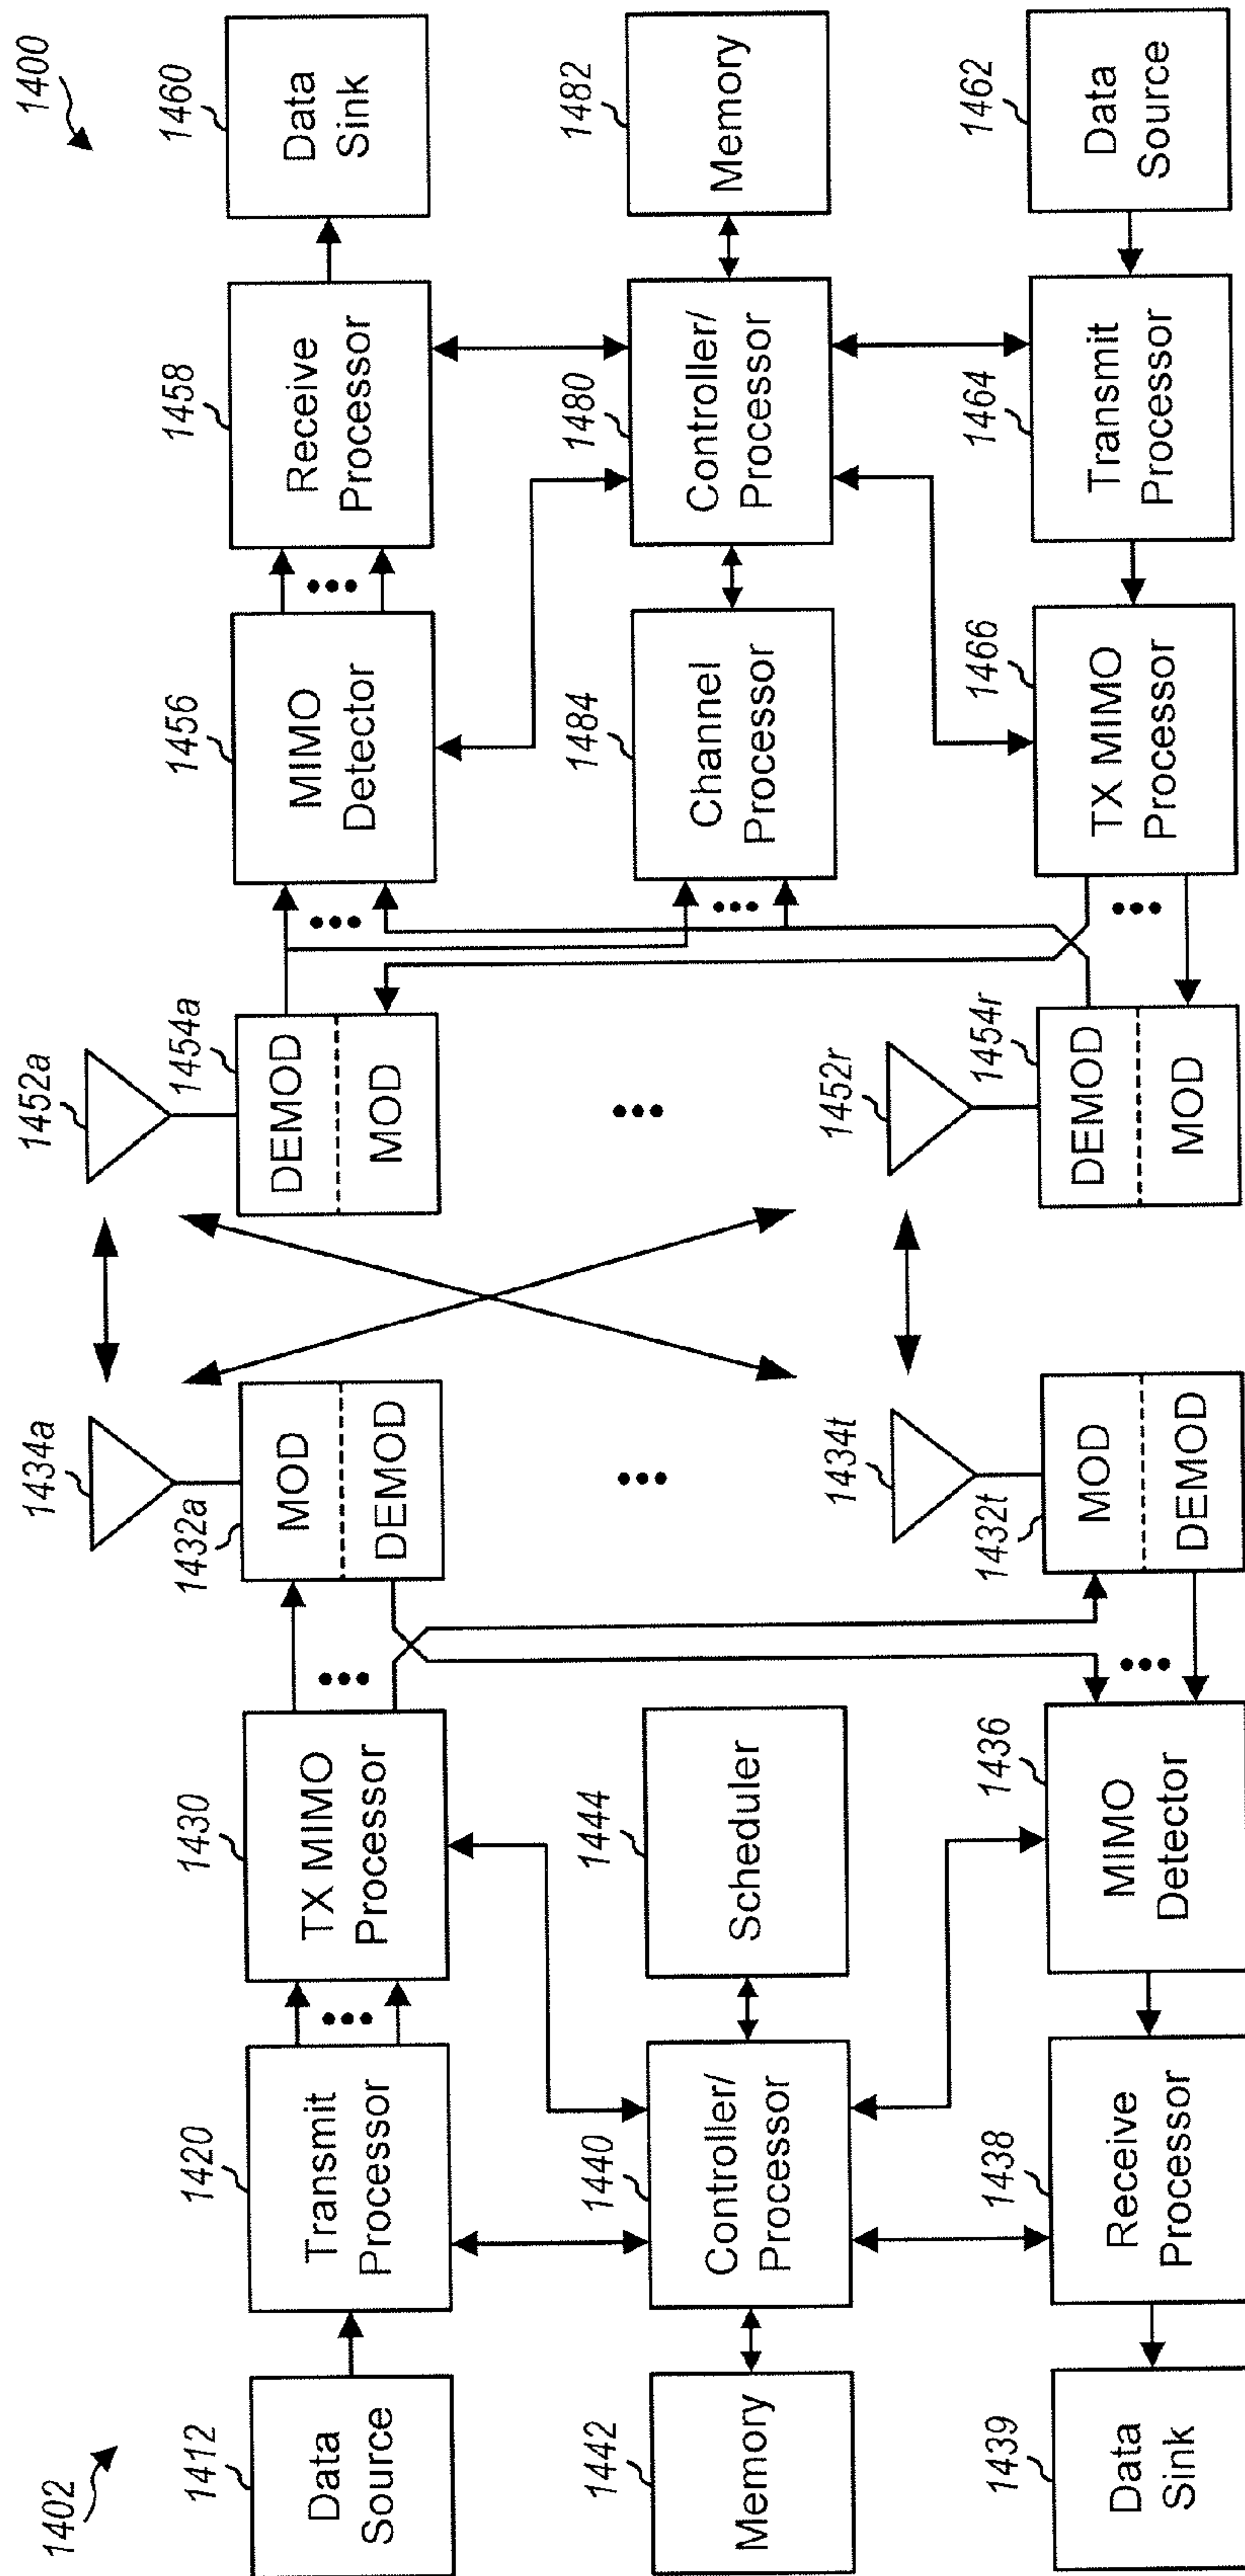 1402
1400
1412
Data
Source
1420
Transmit
Processor
1430
TX MIMO
Processor
1432a
MOD
DEMOD
1434a
1452a
1454a
DEMOD
MOD
1456
MIMO
Detector
1458
Receive
Processor
1460
Data
Sink
1442
Memory
1440
Controller/
Processor
1444
Scheduler
1484
Channel
Processor
1480
Controller/
Processor
1482
Memory
1439
Data
Sink
1438
Receive
Processor
1436
MIMO
Detector
1432t
MOD
DEMOD
1434t
1452r
1454r
DEMOD
MOD
1466
TX MIMO
Processor
1464
Transmit
Processor
1462
Data
Source